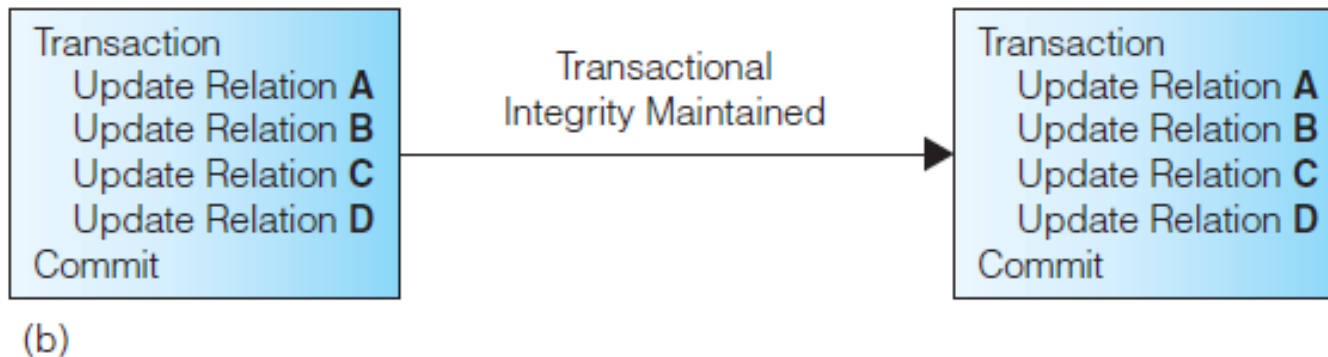 Transaction
Update Relation A
Update Relation B
Update Relation C
Update Relation D
Commit
Transactional
Integrity Maintained
Transaction
Update Relation A
Update Relation B
Update Relation C
Update Relation D
Commit
(b)